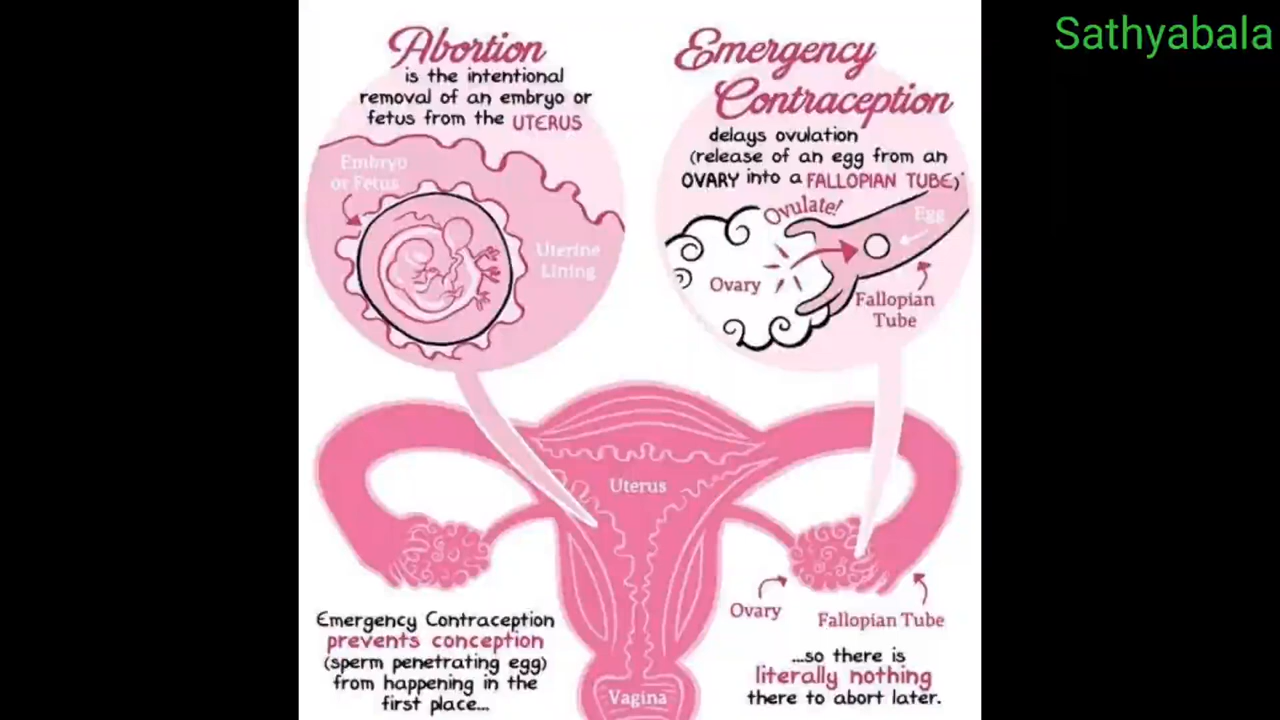 Sathyabala
Abortion
is the intentional
removal of an embryo or
fetus from the UTERUS
Embryo
or Fetus
Uterine
Lining
Emergency
Contraception
delays ovulation
(release of an egg from an
OVARY into a FALLOPIAN TUBE)
Ovulate!
Egg
Ovary
Fallopian
Tube
Uterus
Ovary
Fallopian Tube
Emergency Contraception
prevents conception
(sperm penetrating egg)
from happening in the
first place...
...so there is
literally nothing
there to abort later.
Vagina